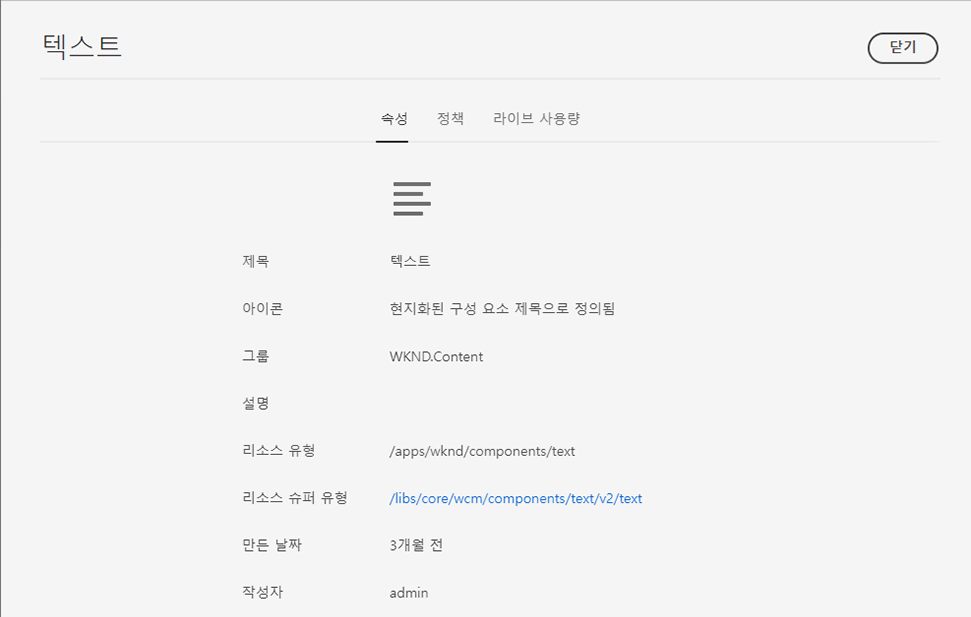 텍스트
닫기
속성 정책 라이브 사용량
제목 텍스트
아이콘 현지화된 구성 요소 제목으로 정의됨
그룹 WKND.Content
설명
리소스 유형 /apps/wknd/components/text
리소스 슈퍼 유형 /libs/core/wcm/components/text/v2/text
만든 날짜 3개월 전
작성자 admin